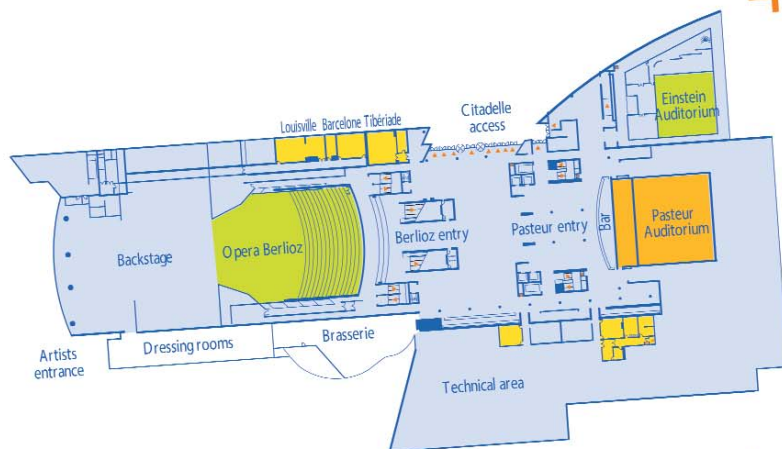 Citadelle
access
Louisville Barcelone Tibériade
Einstein
Auditorium
Backstage
Opera Berlioz
Berlioz entry
Pasteur entry
Bar
Pasteur
Auditorium
Artists
entrance
Dressing rooms
Brasserie
Technical area